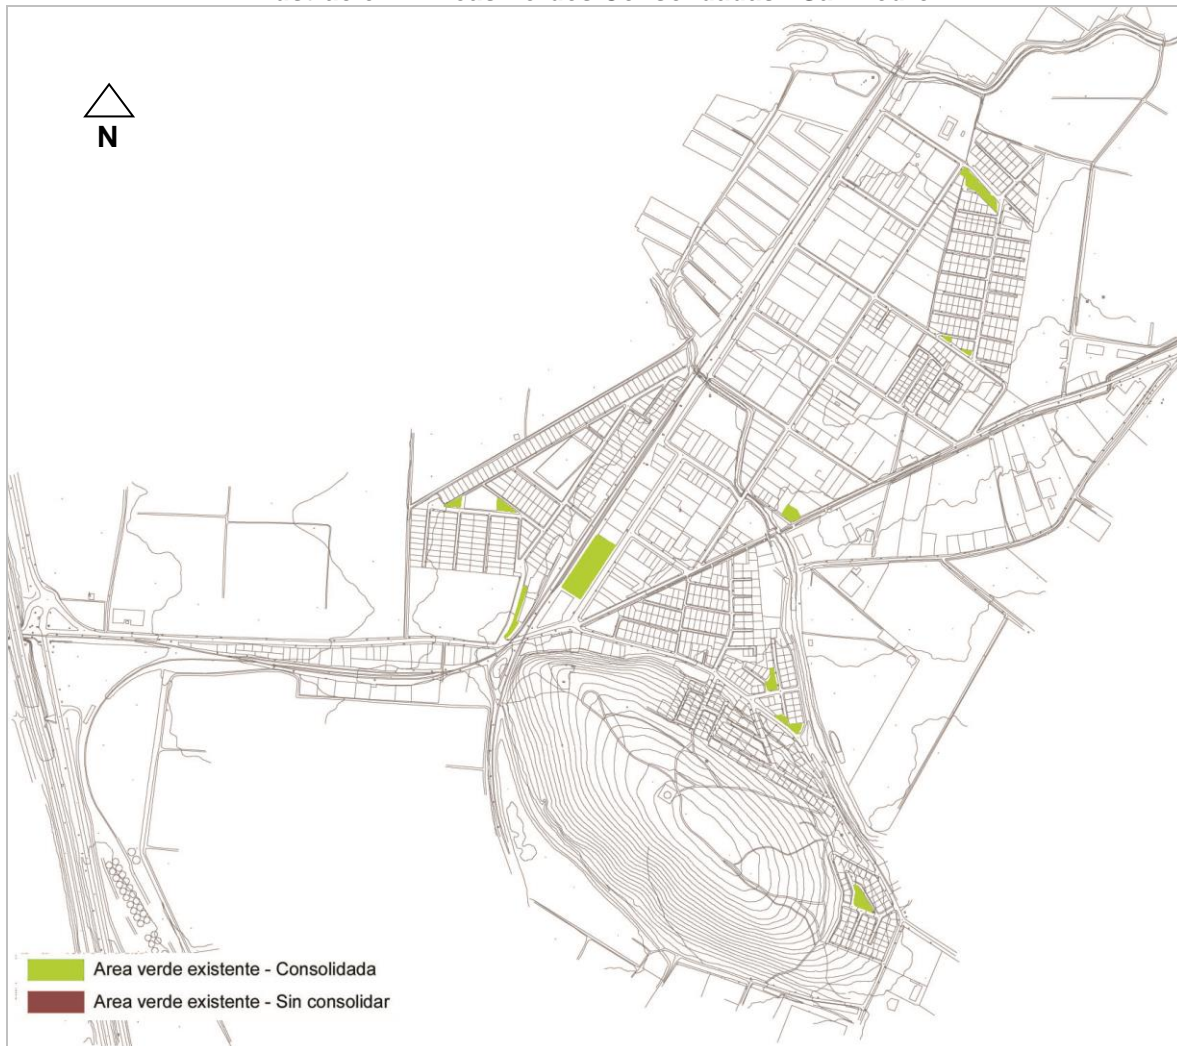 N
Area verde existente - Consolidada
Area verde existente - Sin consolidar